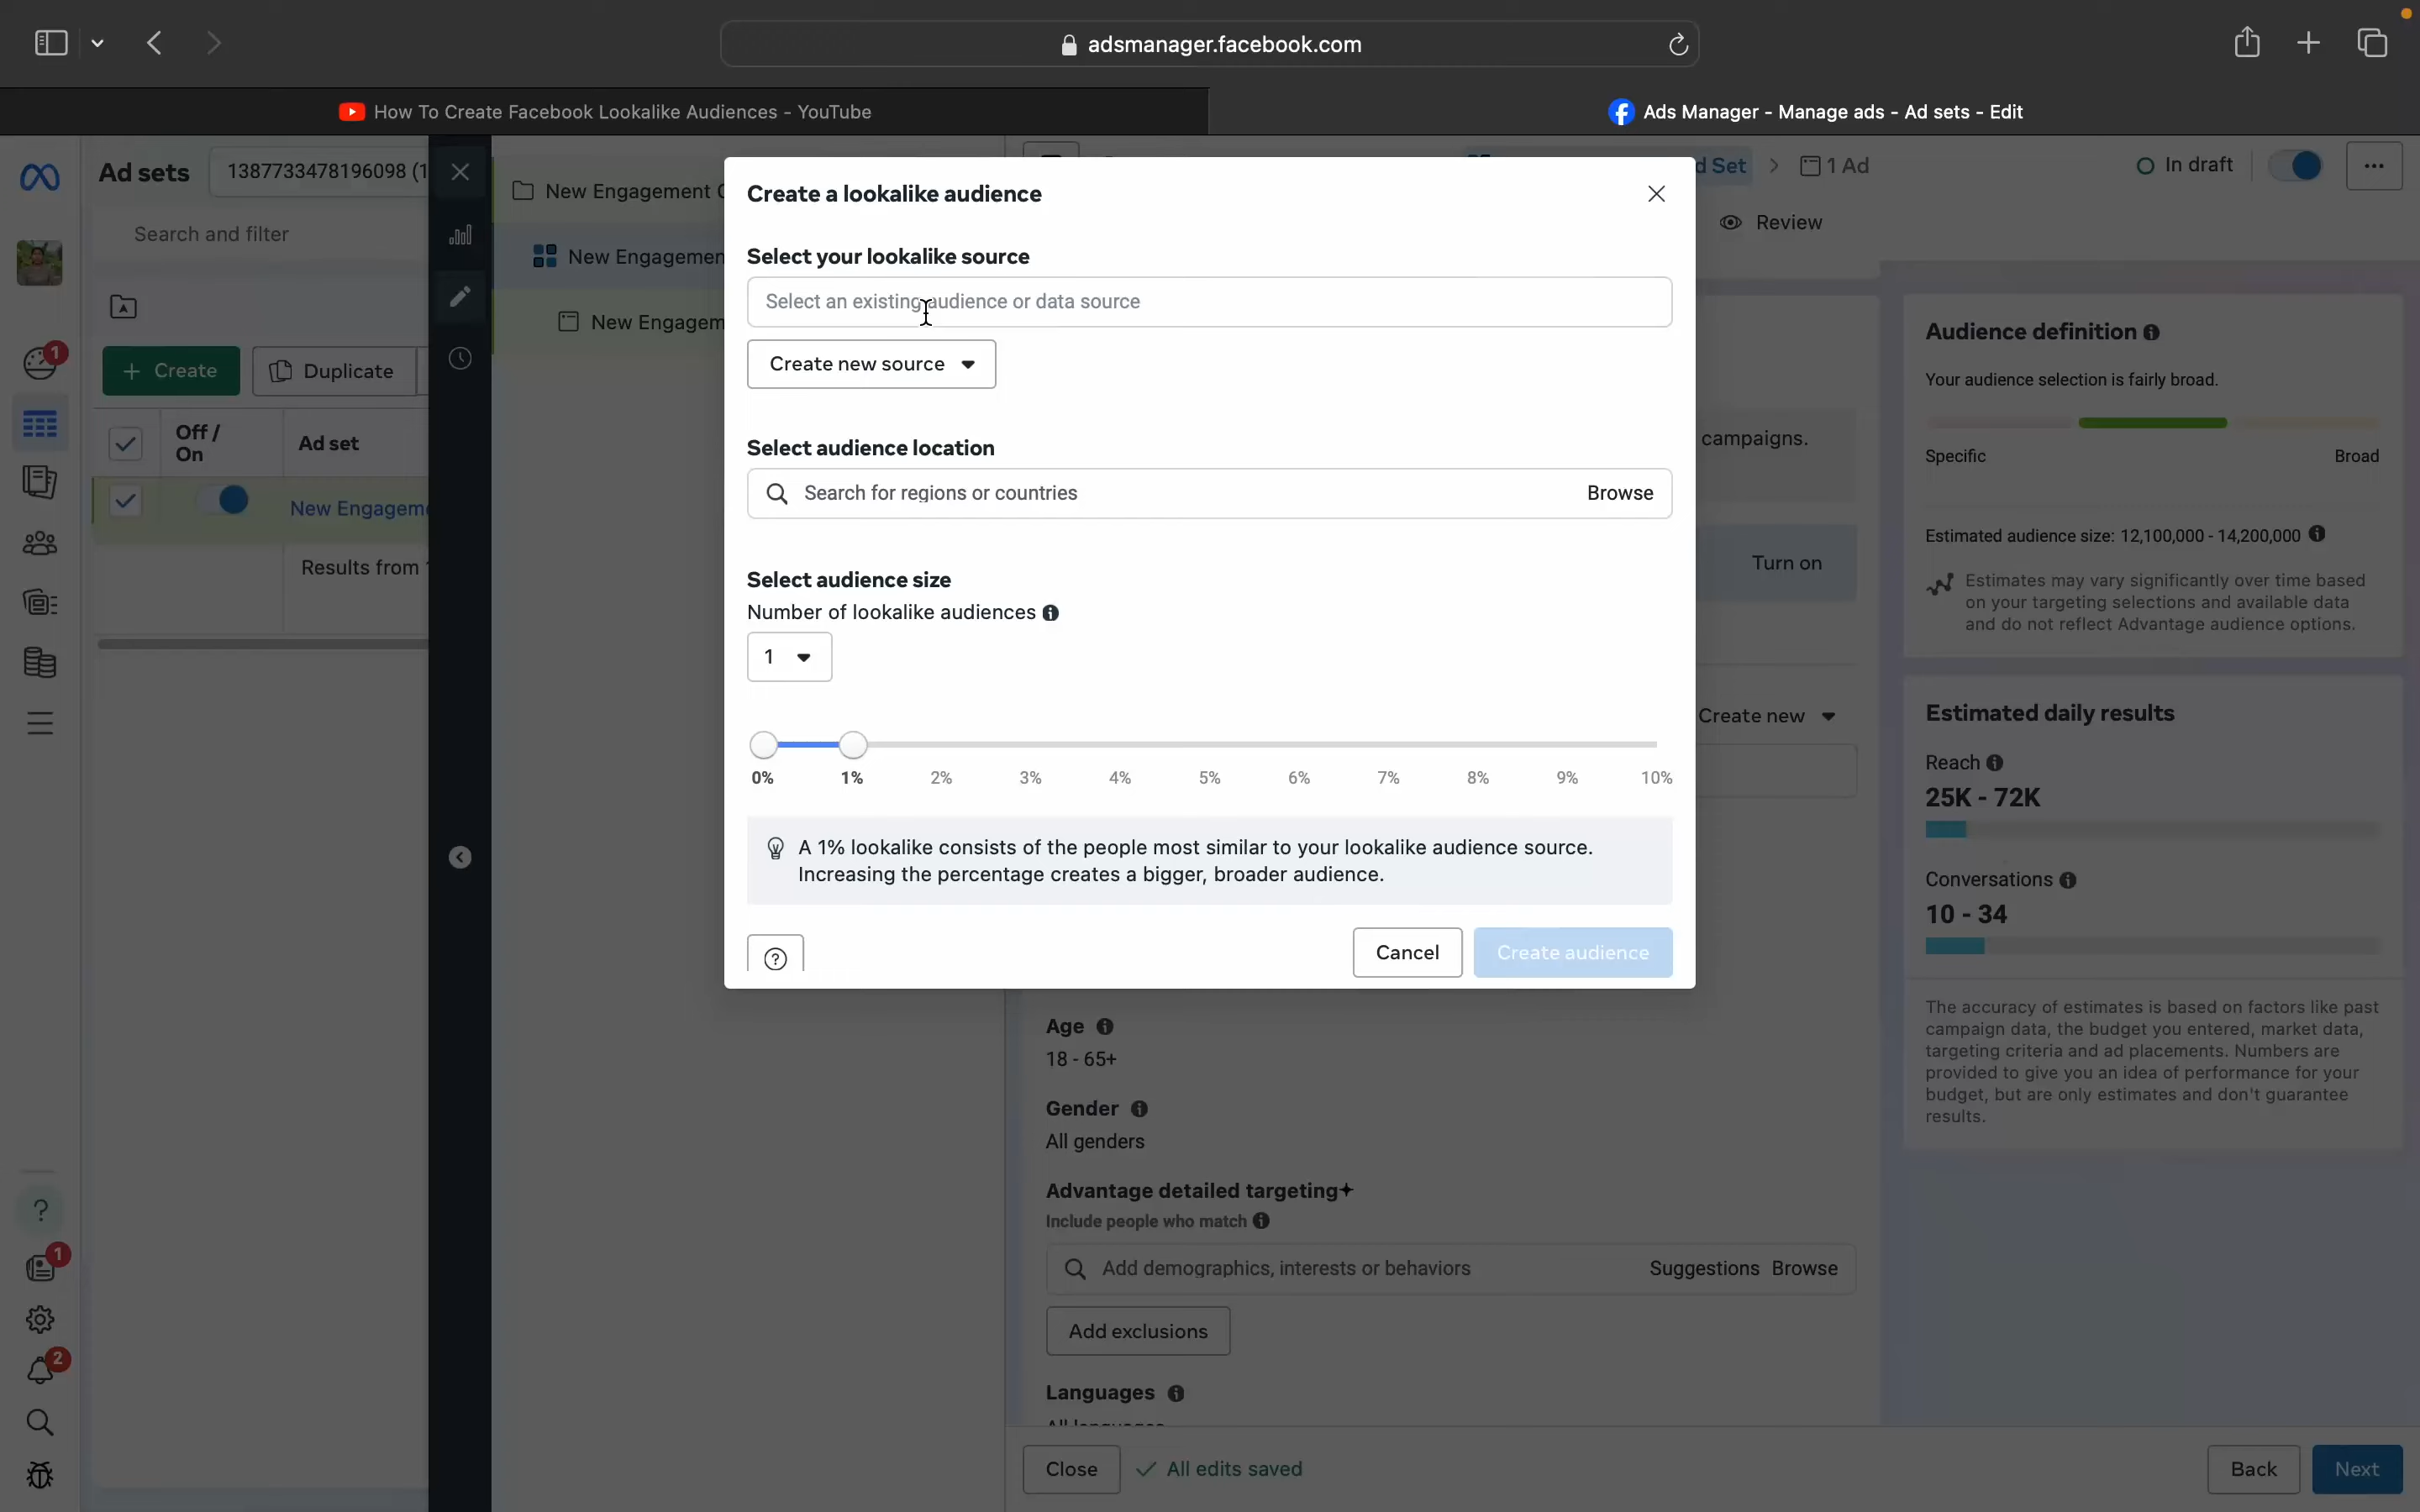 adsmanager.facebook.com
How To Create Facebook Lookalike Audiences - YouTube
Ads Manager - Manage ads - Ad sets - Edit
Ad sets
1387733478196098 (1
Search and filter
+ Create
Duplicate
Off / On
Ad set
New Engageme
Results from
New Engagement C
New Engagemen
New Engagem
d Set
1 Ad
In draft
Review
campaigns.
Turn on
Create new
Create a lookalike audience
Select your lookalike source
Select an existing audience or data source
Create new source
Select audience location
Search for regions or countries
Browse
Select audience size
Number of lookalike audiences
1
0% 1% 2% 3% 4% 5% 6% 7% 8% 9% 10%
A 1% lookalike consists of the people most similar to your lookalike audience source.
Increasing the percentage creates a bigger, broader audience.
Cancel
Create audience
Age
18 - 65+
Gender
All genders
Advantage detailed targeting+
Include people who match
Add demographics, interests or behaviors
Suggestions
Browse
Add exclusions
Languages
All languages
Close
All edits saved
Back
Next
Audience definition
Your audience selection is fairly broad.
Specific
Broad
Estimated audience size: 12,100,000 - 14,200,000
Estimates may vary significantly over time based
on your targeting selections and available data
and do not reflect Advantage audience options.
Estimated daily results
Reach
25K - 72K
Conversations
10 - 34
The accuracy of estimates is based on factors like past
campaign data, the budget you entered, market data,
targeting criteria and ad placements. Numbers are
provided to give you an idea of performance for your
budget, but are only estimates and don't guarantee
results.
1
1
2